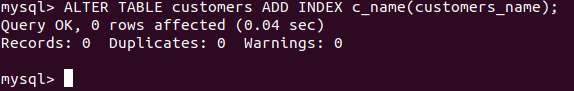 mysql> ALTER TABLE customers ADD INDEX c_name(customers_name);
Query OK, 0 rows affected (0.04 sec)
Records: 0  Duplicates: 0  Warnings: 0
mysql>